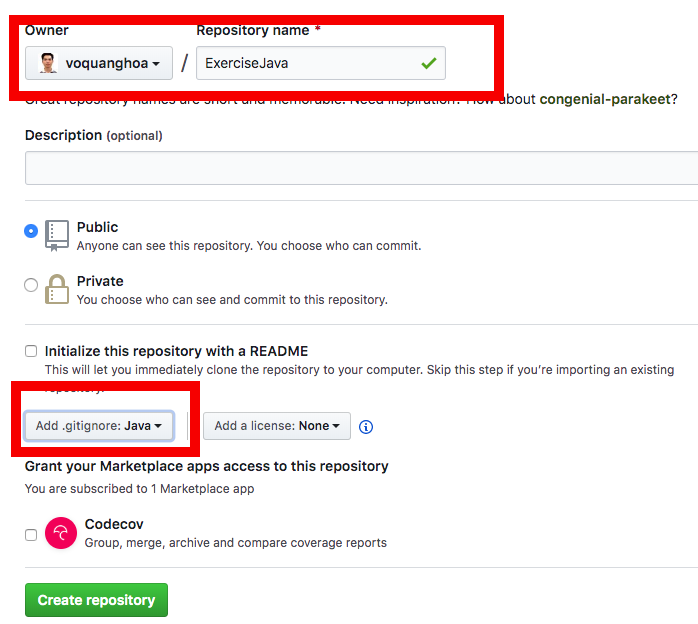 Owner
Repository name *
voquanghoa / ExerciseJava
Great repository names are short and memorable. Need inspiration? How about congenial-parakeet?
Description (optional)
Public
Anyone can see this repository. You choose who can commit.
Private
You choose who can see and commit to this repository.
Initialize this repository with a README
This will let you immediately clone the repository to your computer. Skip this step if you’re importing an existing
repository.
Add .gitignore: Java
Add a license: None
Grant your Marketplace apps access to this repository
You are subscribed to 1 Marketplace app
Codecov
Group, merge, archive and compare coverage reports
Create repository